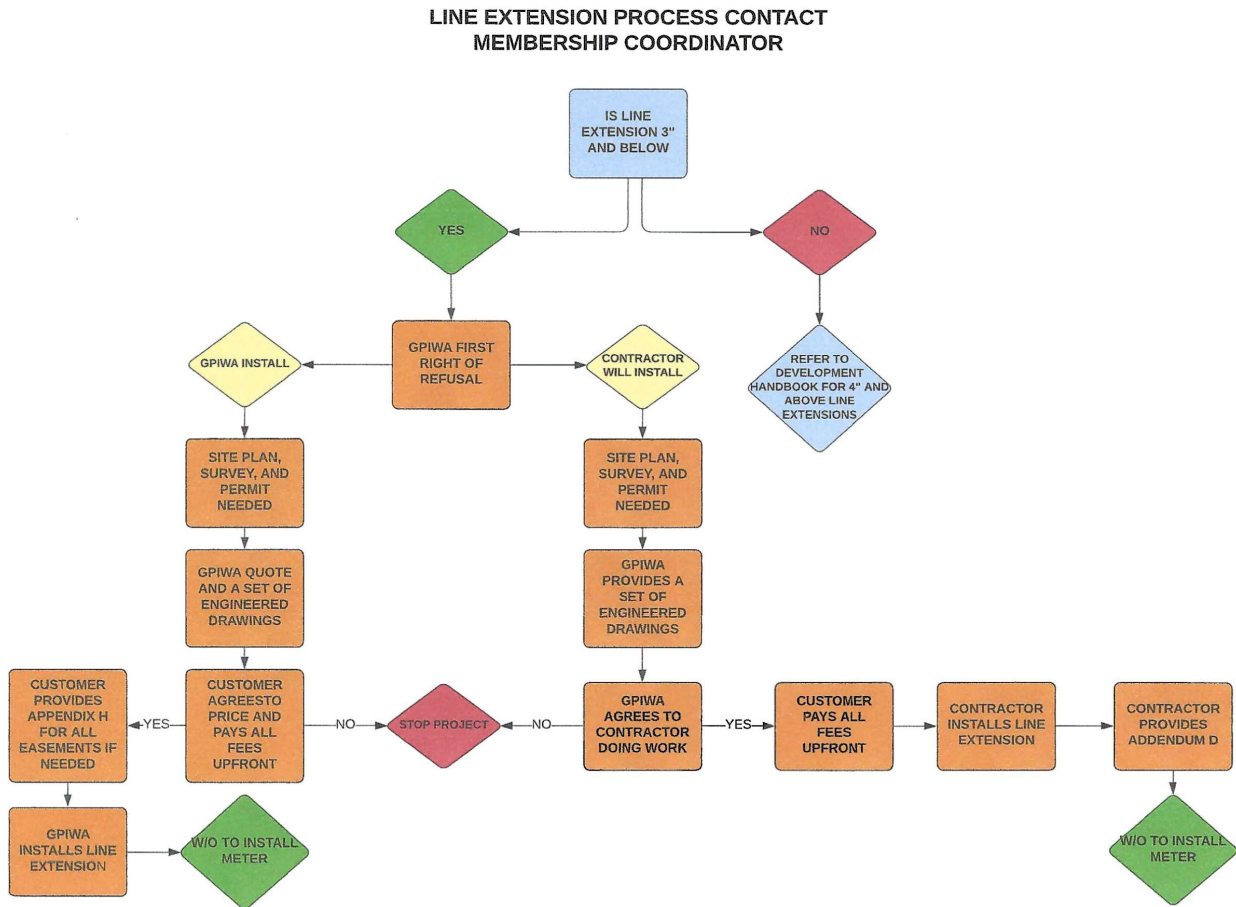 LINE EXTENSION PROCESS CONTACT
MEMBERSHIP COORDINATOR
IS LINE
EXTENSION 3"
AND BELOW
YES
NO
GPIWA INSTALL
GPIWA FIRST
RIGHT OF
REFUSAL
CONTRACTOR
WILL INSTALL
REFER TO
DEVELOPMENT
HANDBOOK FOR 4" AND
ABOVE LINE
EXTENSIONS
SITE PLAN,
SURVEY, AND
PERMIT
NEEDED
SITE PLAN,
SURVEY, AND
PERMIT
NEEDED
GPIWA QUOTE
AND A SET OF
ENGINEERED
DRAWINGS
GPIWA
PROVIDES A
SET OF
ENGINEERED
DRAWINGS
CUSTOMER
PROVIDES
APPENDIX H
FOR ALL
EASEMENTS IF
NEEDED
YES
CUSTOMER
AGREESTO
PRICE AND
PAYS ALL
FEES
UPFRONT
NO
STOP PROJECT
NO
GPIWA
AGREES TO
CONTRACTOR
DOING WORK
YES
CUSTOMER
PAYS ALL
FEES
UPFRONT
CONTRACTOR
INSTALLS LINE
EXTENSION
CONTRACTOR
PROVIDES
ADDENDUM D
GPIWA
INSTALLS LINE
EXTENSION
W/O TO INSTALL
METER
W/O TO INSTALL
METER